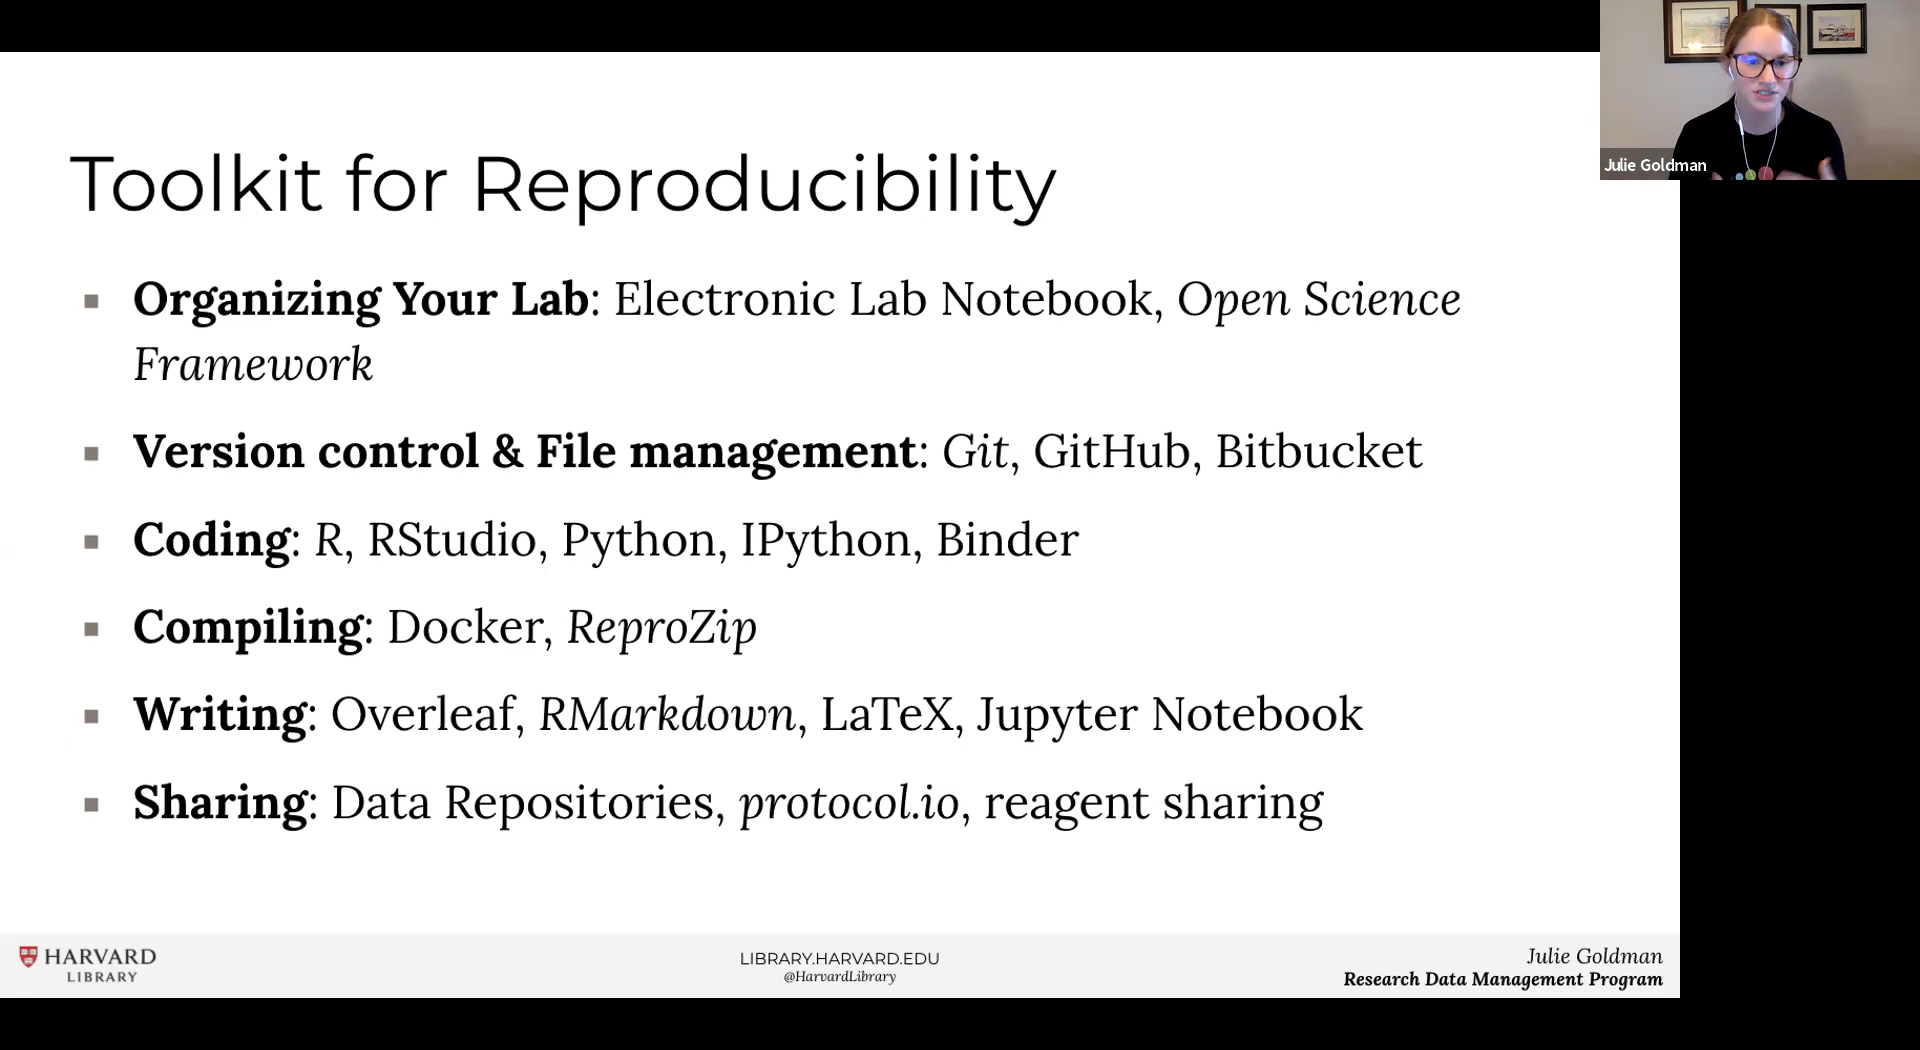 Julie Goldman
Toolkit for Reproducibility
▪ Organizing Your Lab: Electronic Lab Notebook, Open Science
Framework
▪ Version control & File management: Git, GitHub, Bitbucket
▪ Coding: R, RStudio, Python, IPython, Binder
▪ Compiling: Docker, ReproZip
▪ Writing: Overleaf, RMarkdown, LaTeX, Jupyter Notebook
▪ Sharing: Data Repositories, protocol.io, reagent sharing
HARVARD
LIBRARY
LIBRARY.HARVARD.EDU
@HarvardLibrary
Julie Goldman
Research Data Management Program